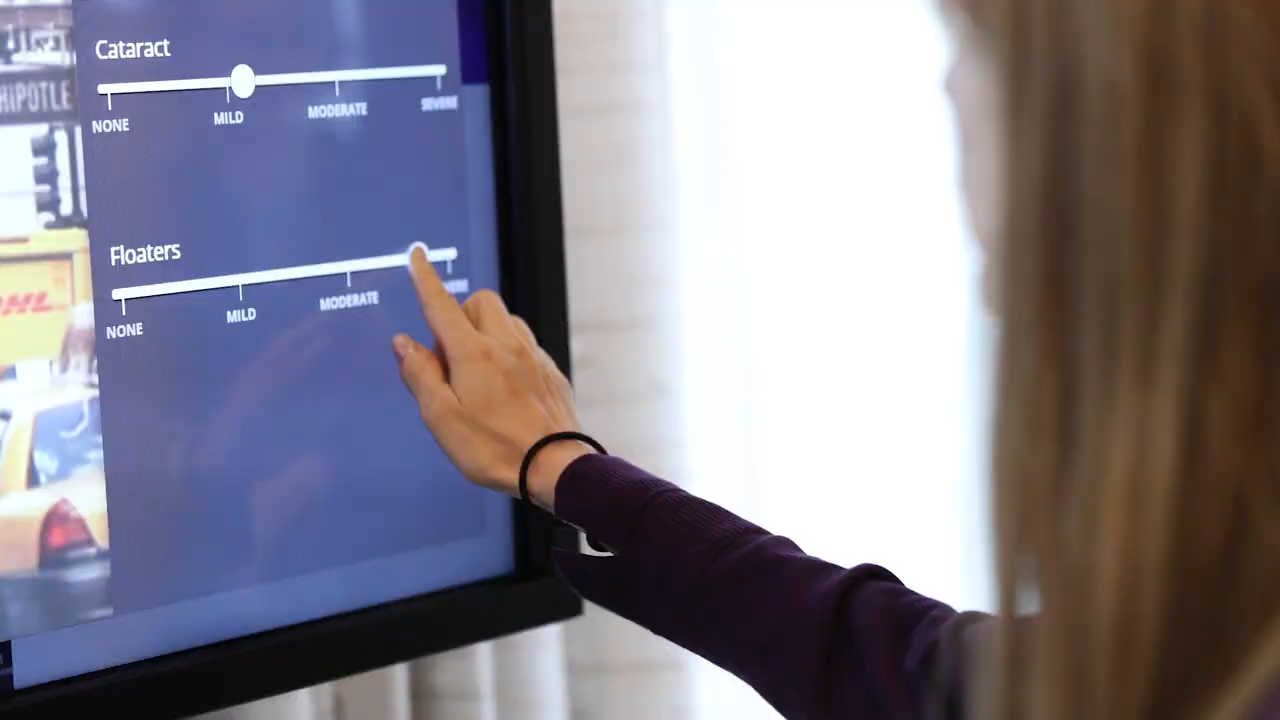 Cataract
NONE
MILD
MODERATE
SEVERE
Floaters
NONE
MILD
MODERATE
HIPOTLE
DHL